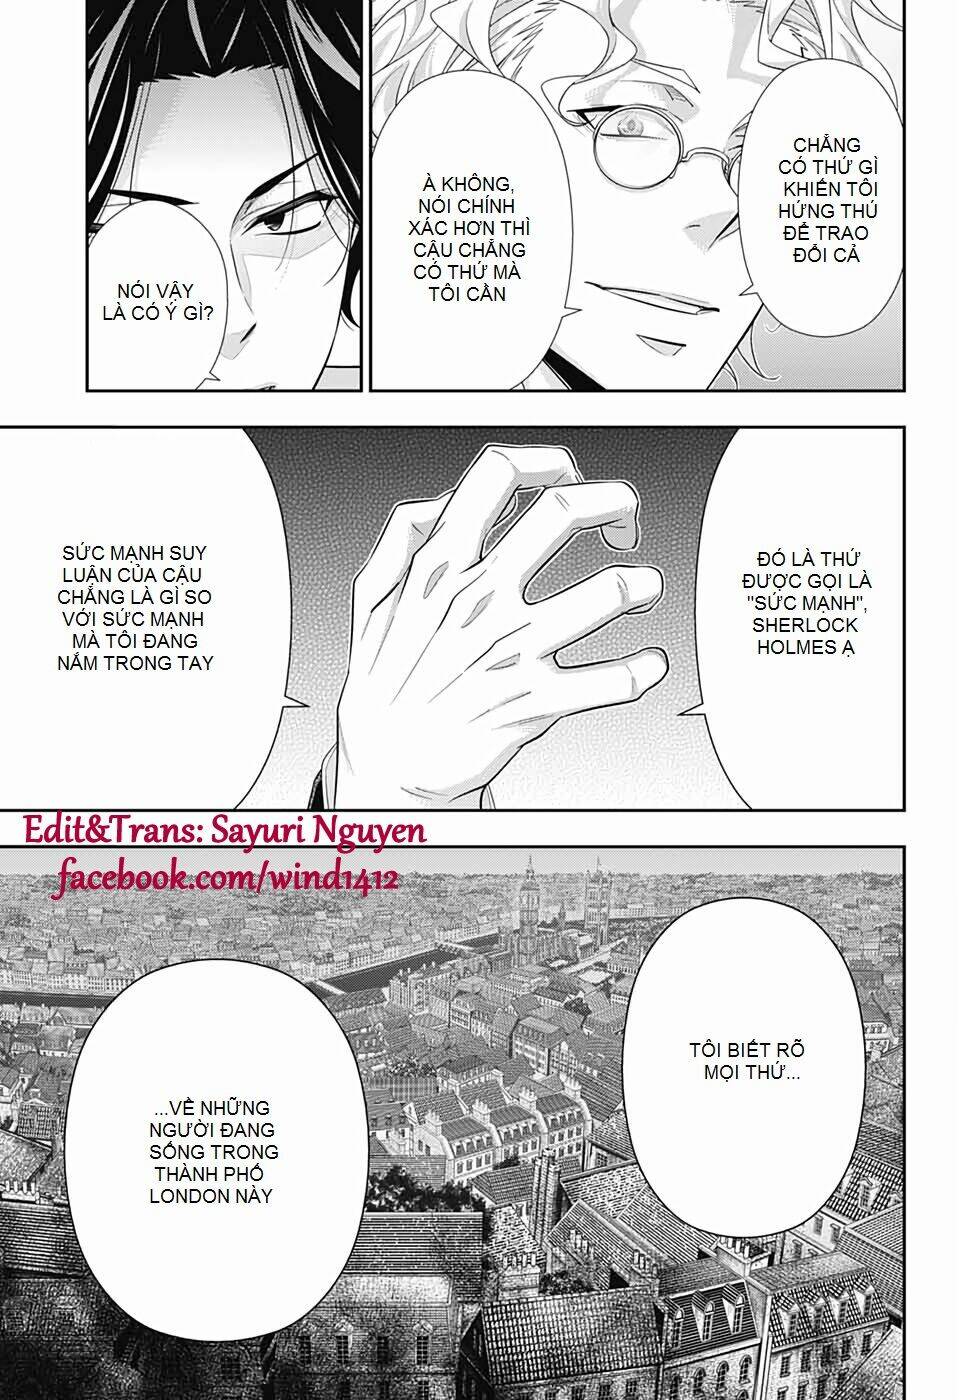 CHẲNG
CÓ THỨ GÌ
KHIẾN TÔI
HỨNG THÚ
ĐỂ TRAO
ĐỔI CẢ
À KHÔNG,
NÓI CHÍNH
XÁC HƠN THÌ
CẬU CHẲNG
CÓ THỨ MÀ
TÔI CẦN
NÓI VẬY
LÀ CÓ Ý GÌ?
ĐÓ LÀ THỨ
ĐƯỢC GỌI LÀ
"SỨC MẠNH",
SHERLOCK
HOLMES Ạ
SỨC MẠNH SUY
LUẬN CỦA CẬU
CHẲNG LÀ GÌ SO
VỚI SỨC MẠNH
MÀ TÔI ĐANG
NẮM TRONG TAY
Edit&Trans: Sayuri Nguyen
facebook.com/wind1412
TÔI BIẾT RÕ
MỌI THỨ...
...VỀ NHỮNG
NGƯỜI ĐANG
SỐNG TRONG
THÀNH PHỐ
LONDON NÀY